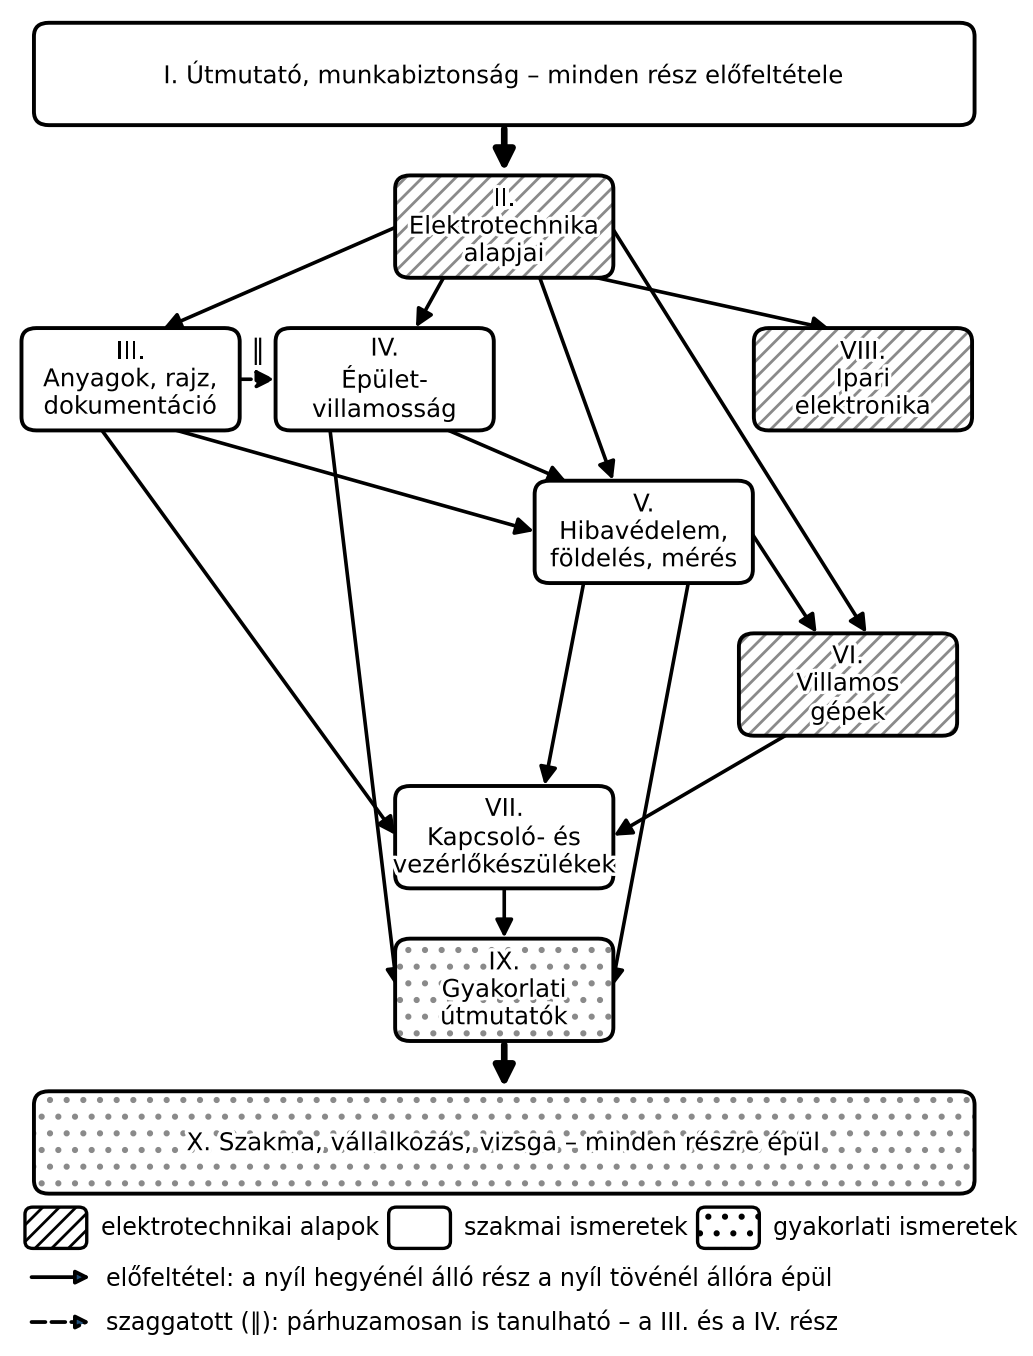 I. Útmutató, munkabiztonság – minden rész előfeltétele
II.
Elektrotechnika
alapjai
III.
Anyagok, rajz,
dokumentáció
∥
IV.
Épület-
villamosság
VIII.
Ipari
elektronika
V.
Hibavédelem,
földelés, mérés
VI.
Villamos
gépek
VII.
Kapcsoló- és
vezérlőkészülékek
IX.
Gyakorlati
útmutatók
X. Szakma, vállalkozás, vizsga – minden részre épül
elektrotechnikai alapok
szakmai ismeretek
gyakorlati ismeretek
előfeltétel: a nyíl hegyénél álló rész a nyíl tövénél állóra épül
szaggatott (∥): párhuzamosan is tanulható – a III. és a IV. rész